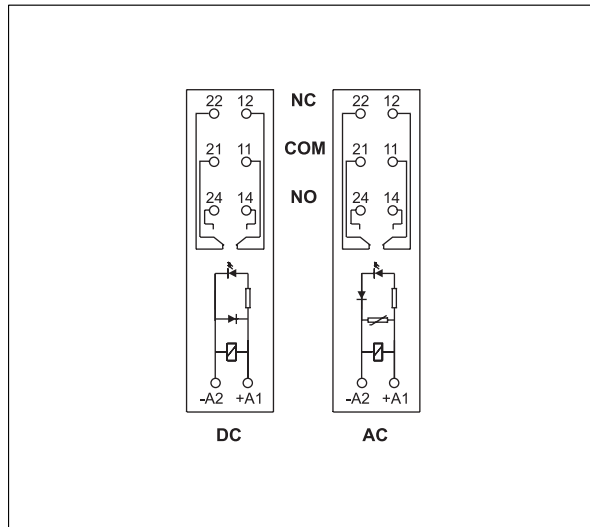 22 12 NC 22 12
21 11 COM 21 11
24 14 NO 24 14
-A2 +A1 -A2 +A1
DC AC